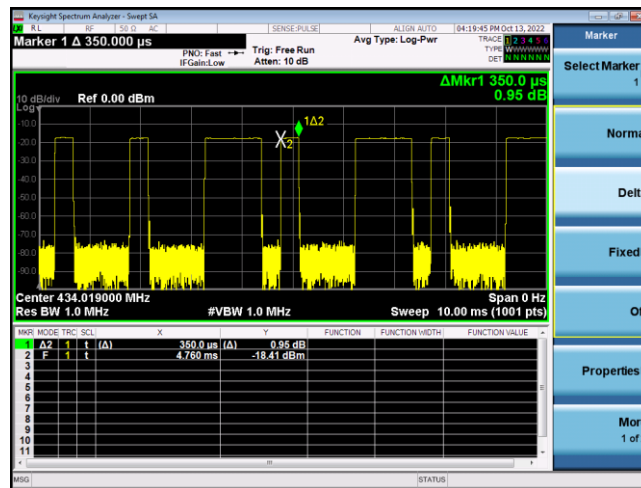 Keysight Spectrum Analyzer - Swept SA
RL RF 50 Ω AC SENSE:PULSE ALIGN AUTO 04:19:45 PM Oct 13, 2022
Marker 1 Δ 350.000 µs
PNO: Fast
IFGain:Low
Trig: Free Run
Atten: 10 dB
Avg Type: Log-Pwr
TRACE 1 2 3 4 5 6
TYPE W
DET N N N N N N
ΔMkr1 350.0 µs
0.95 dB
10 dB/div Ref 0.00 dBm
Log
-10.0
-20.0
-30.0
-40.0
-50.0
-60.0
-70.0
-80.0
-90.0
1Δ2
2
Center 434.019000 MHz Span 0 Hz
Res BW 1.0 MHz #VBW 1.0 MHz Sweep 10.00 ms (1001 pts)
MKR MODE TRC SCL X Y FUNCTION FUNCTION WIDTH FUNCTION VALUE
1 Δ2 1 t (Δ) 350.0 µs (Δ) 0.95 dB
2 F 1 t 4.760 ms -18.41 dBm
3
4
5
6
7
8
9
10
11
MSG STATUS
Marker
Select Marker
1
Norma
Delt
Fixed
Of
Properties
Mor
1 of